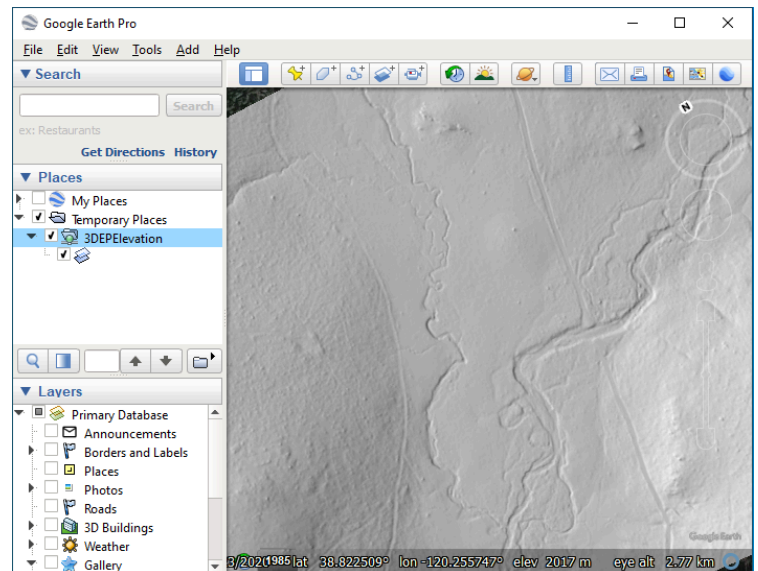 Google Earth Pro
File Edit View Tools Add Help
Search
Search
ex: Restaurants
Get Directions History
Places
My Places
Temporary Places
3DEPElevation
Layers
Primary Database
Announcements
Borders and Labels
Places
Photos
Roads
3D Buildings
Weather
Gallery
N
Google Earth
3/2020 1985 lat 38.822509° lon -120.255747° elev 2017 m eye alt 2.77 km